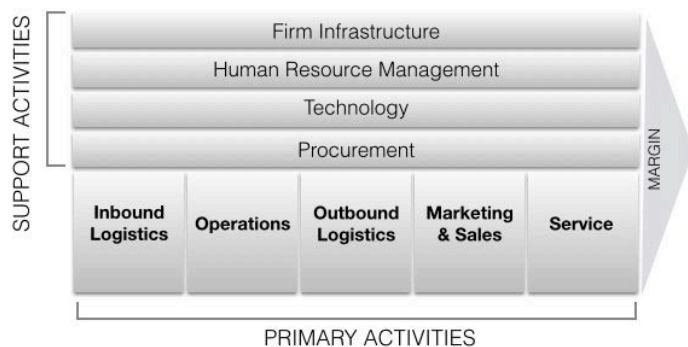 SUPPORT ACTIVITIES
Firm Infrastructure
Human Resource Management
Technology
Procurement
Inbound
Logistics
Operations
Outbound
Logistics
Marketing
& Sales
Service
MARGIN
PRIMARY ACTIVITIES